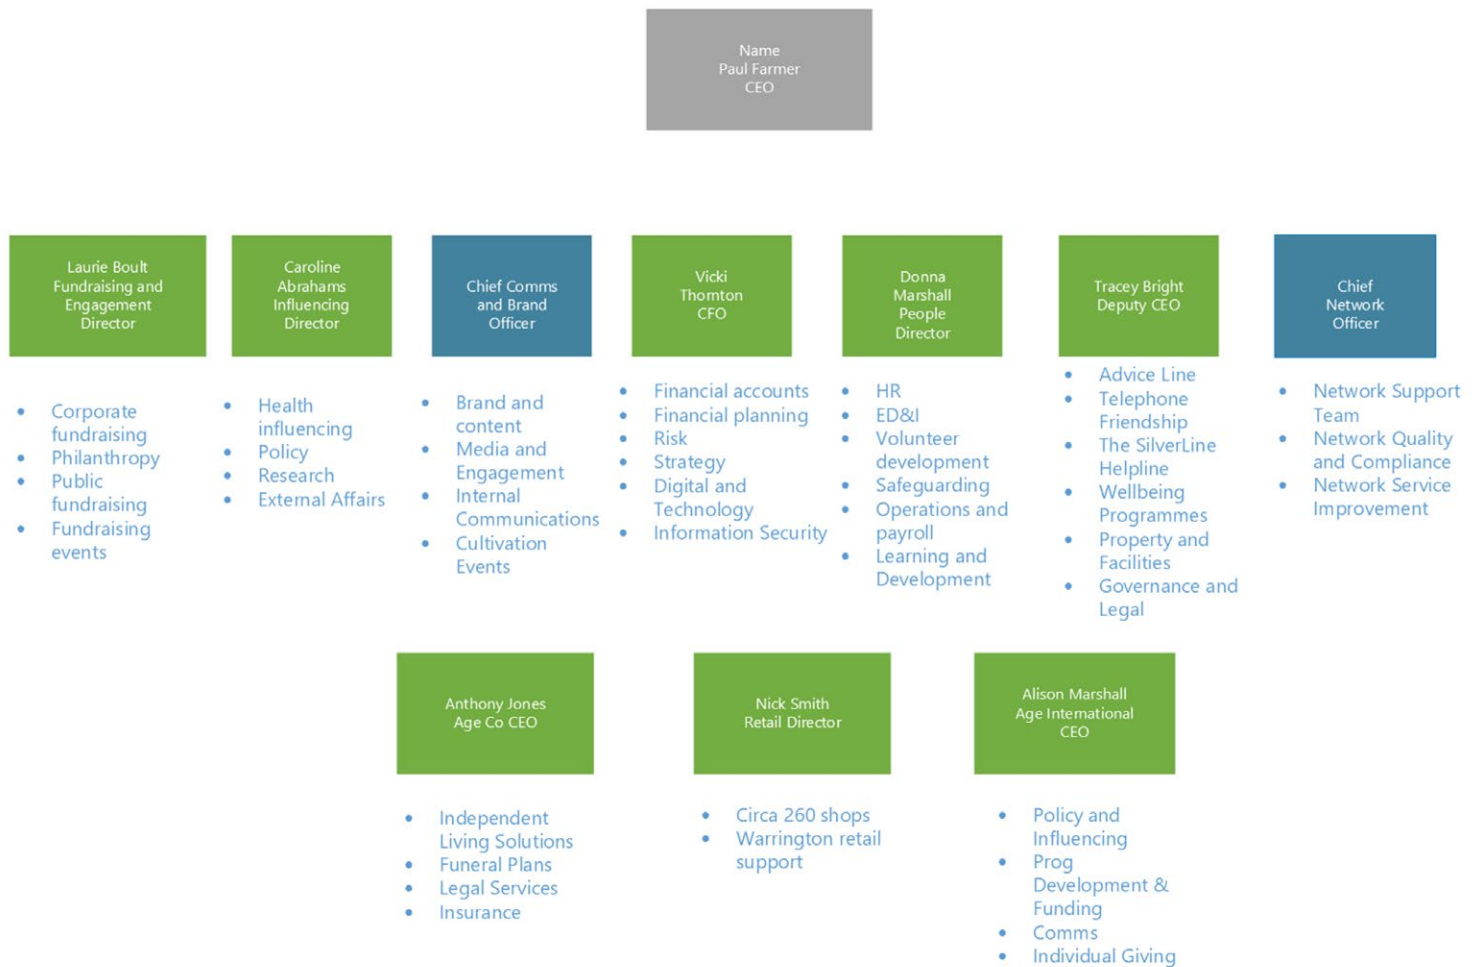 Name
Paul Farmer
CEO
Laurie Boult
Fundraising and
Engagement
Director
Caroline
Abrahams
Influencing
Director
Chief Comms
and Brand
Officer
Vicki
Thornton
CFO
Donna
Marshall
People
Director
Tracey Bright
Deputy CEO
Chief
Network
Officer
• Corporate
fundraising
• Philanthropy
• Public
fundraising
• Fundraising
events
• Health
influencing
• Policy
• Research
• External Affairs
• Brand and
content
• Media and
Engagement
• Internal
Communications
• Cultivation
Events
• Financial accounts
• Financial planning
• Risk
• Strategy
• Digital and
Technology
• Information Security
• HR
• ED&I
• Volunteer
development
• Safeguarding
• Operations and
payroll
• Learning and
Development
• Advice Line
• Telephone
Friendship
• The SilverLine
Helpline
• Wellbeing
Programmes
• Property and
Facilities
• Governance and
Legal
• Network Support
Team
• Network Quality
and Compliance
• Network Service
Improvement
Anthony Jones
Age Co CEO
Nick Smith
Retail Director
Alison Marshall
Age International
CEO
• Independent
Living Solutions
• Funeral Plans
• Legal Services
• Insurance
• Circa 260 shops
• Warrington retail
support
• Policy and
Influencing
• Prog
Development &
Funding
• Comms
• Individual Giving